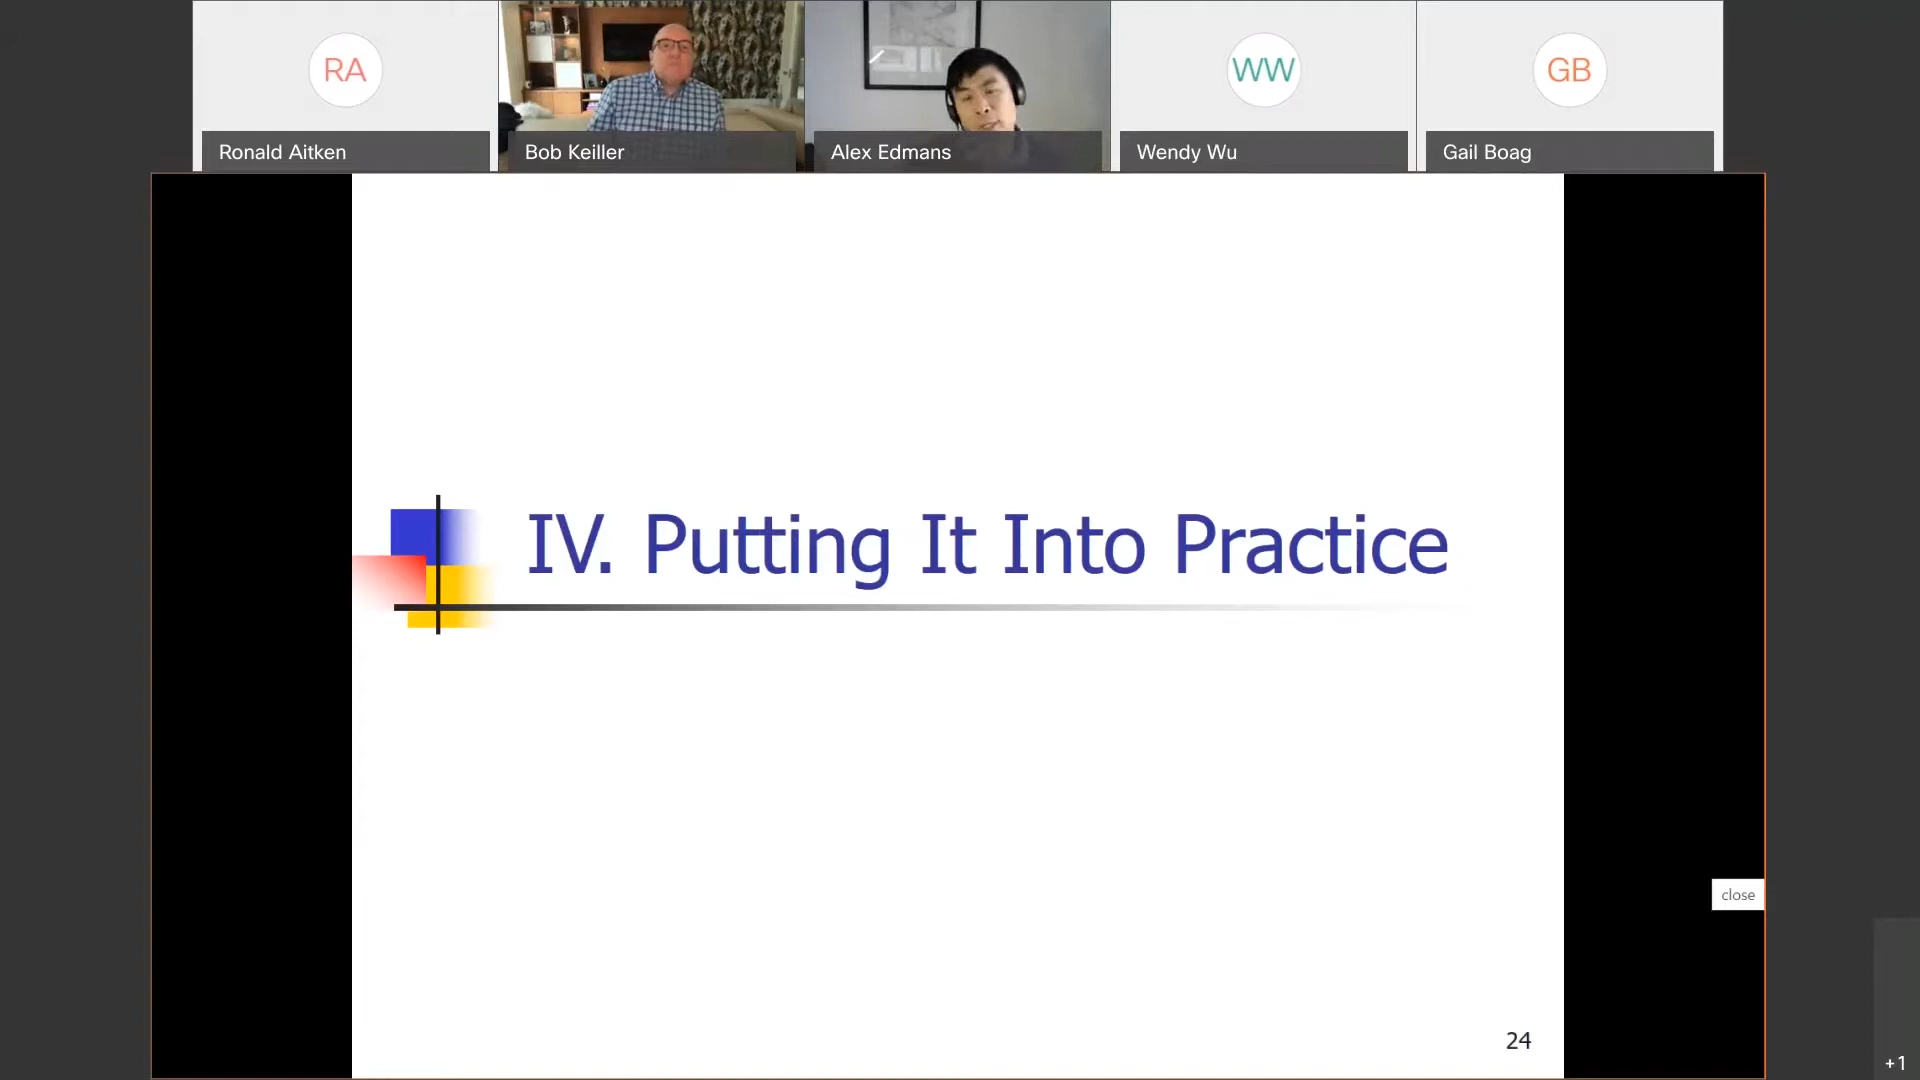 RA
WW
GB
Ronald Aitken
Bob Keiller
Alex Edmans
Wendy Wu
Gail Boag
IV. Putting It Into Practice
close
24
+1